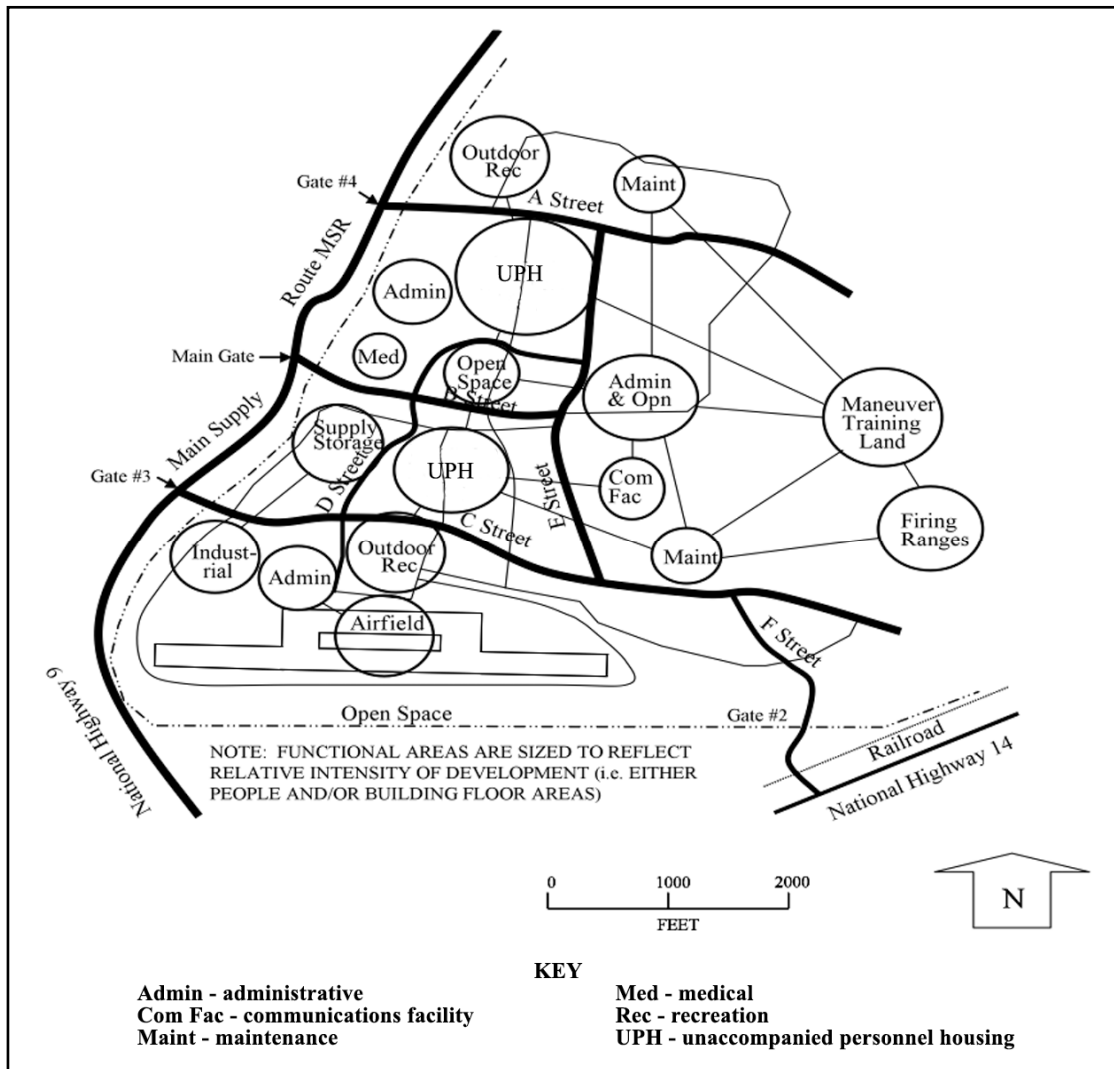 Outdoor
Rec
Maint
Gate #4
A Street
Route MSR
UPH
Admin
Main Gate
Med
Open
Space
Admin
& Opn
Maneuver
Training
Land
B Street
Main Supply
Supply
Storage
UPH
Gate #3
D Street
E Street
Com
Fac
Firing
Ranges
C Street
Industr-
rial
Outdoor
Rec
Admin
Maint
Airfield
F Street
National Highway 9
Open Space
Gate #2
Railroad
National Highway 14
NOTE: FUNCTIONAL AREAS ARE SIZED TO REFLECT
RELATIVE INTENSITY OF DEVELOPMENT (i.e. EITHER
PEOPLE AND/OR BUILDING FLOOR AREAS)
0
1000
2000
FEET
N
KEY
Admin - administrative
Com Fac - communications facility
Maint - maintenance
Med - medical
Rec - recreation
UPH - unaccompanied personnel housing